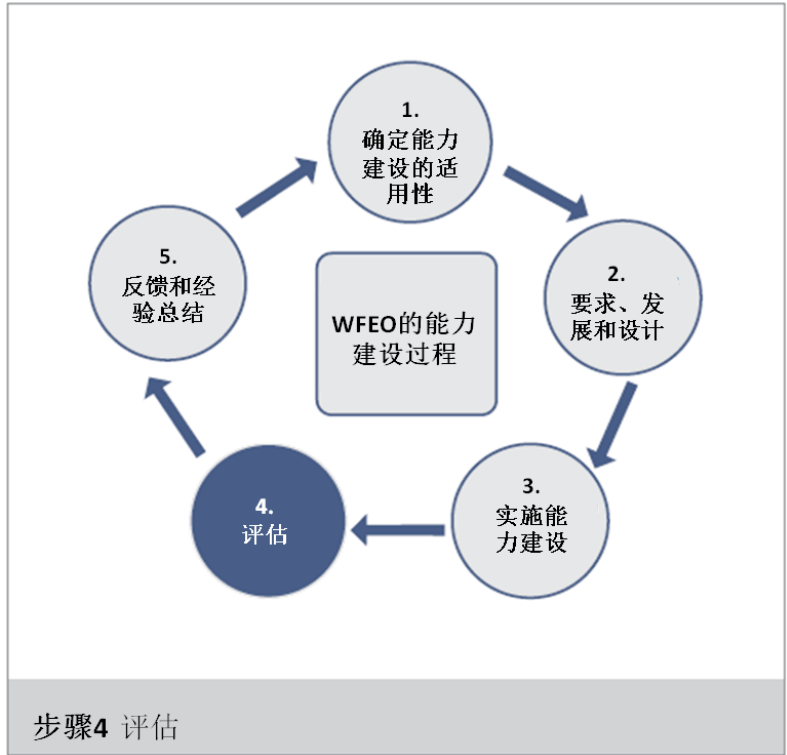 1.
确定能力
建设的适
用性
2.
要求、发
展和设计
3.
实施能
力建设
4.
评估
5.
反馈和经
验总结
WFEO的能力
建设过程
步骤4 评估